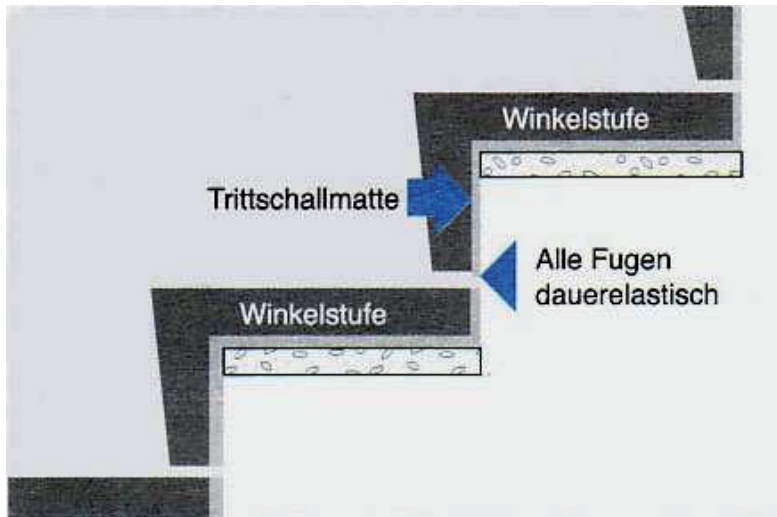 Winkelstufe
Trittschallmatte
Alle Fugen
dauerelastisch
Winkelstufe